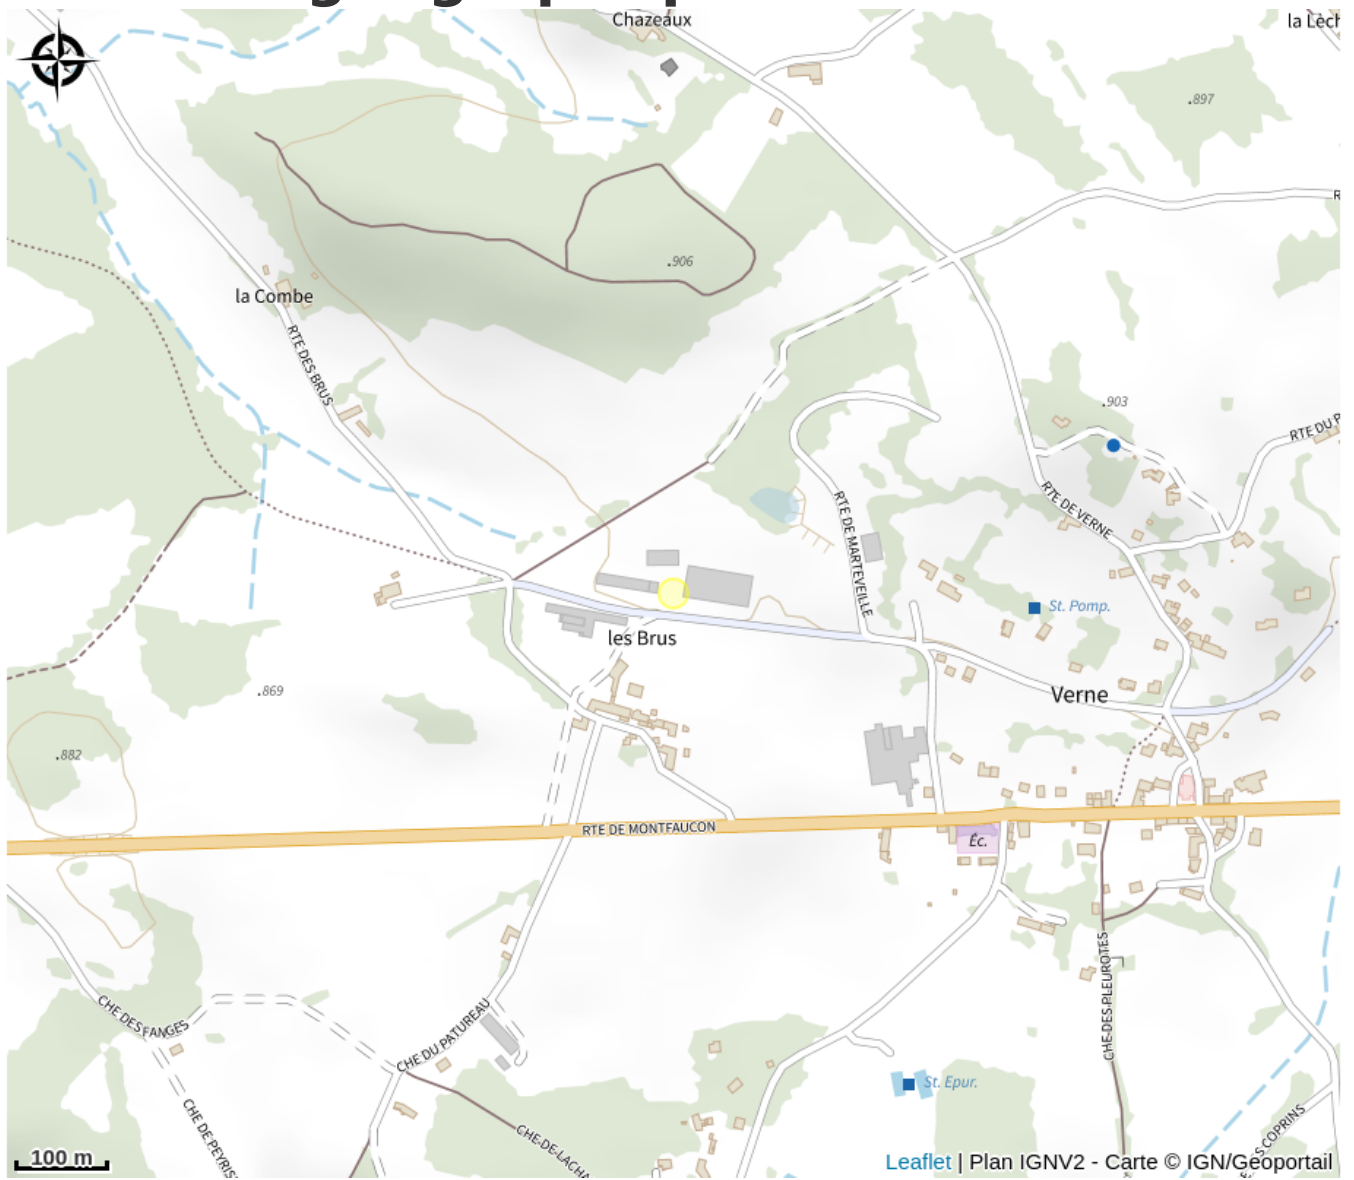 Chazeaux
la Lèch
.897
R
.906
la Combe
RTE DES BRUS
.903
RTE DU P
RTE DE VERNE
RTE DE MARTEVEILLE
St. Pomp.
les Brus
.869
Verne
.882
RTE DE MONTFAUCON
Éc.
CHE DES PLEUROTES
CHE DES FANGES
CHE DU PATUREAU
St. Epur.
CHE DE PEYRIS
CHE DE LACHA
ES COPRINS
100 m
Leaflet | Plan IGNV2 - Carte © IGN/Geoportail